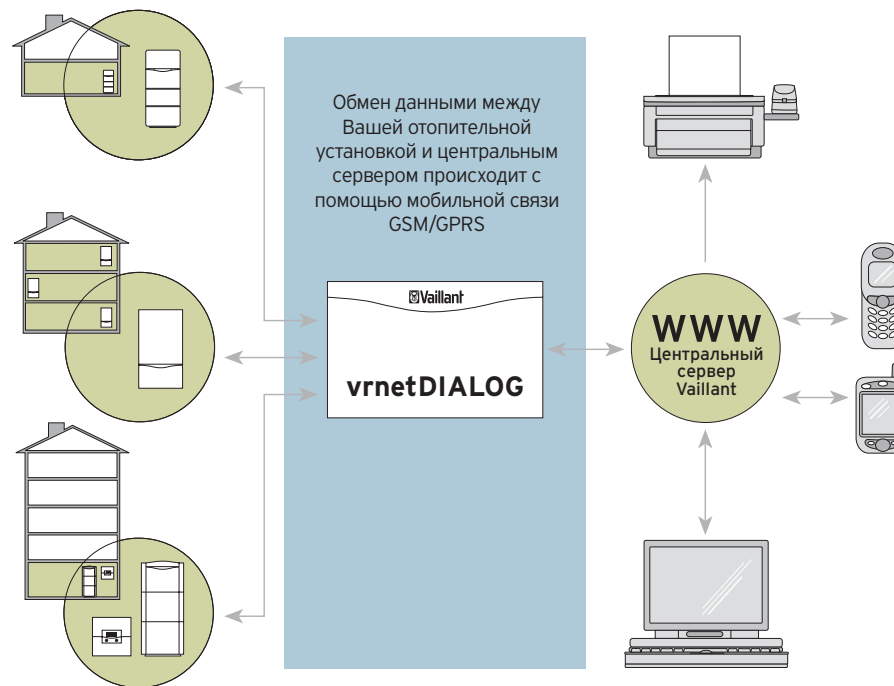 Обмен данными между
Вашей отопительной
установкой и центральным
сервером происходит с
помощью мобильной связи
GSM/GPRS
Vaillant
vrnetDIALOG
WWW
Центральный
сервер
Vaillant